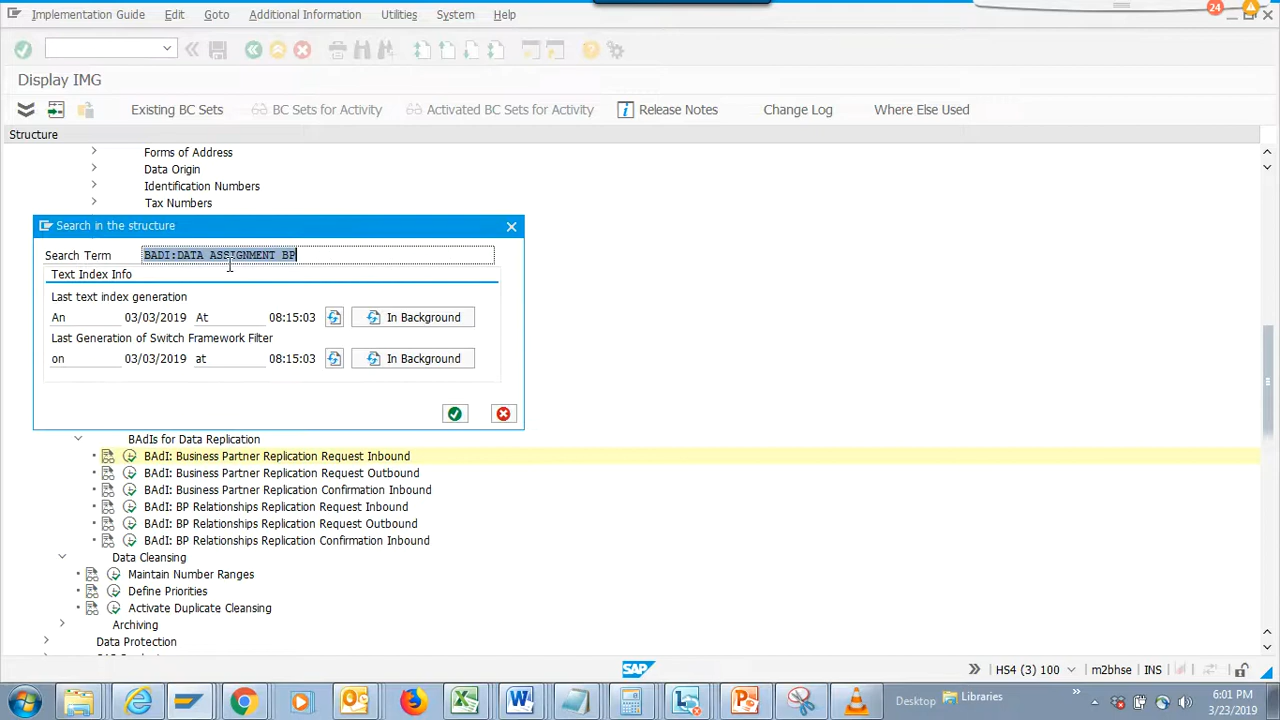 Implementation Guide Edit Goto Additional Information Utilities System Help
24
Display IMG
Existing BC Sets BC Sets for Activity Activated BC Sets for Activity Release Notes Change Log Where Else Used
Structure
Forms of Address
Data Origin
Identification Numbers
Tax Numbers
Search in the structure
Search Term BADI:DATA ASSIGNMENT BP
Text Index Info
Last text index generation
An 03/03/2019 At 08:15:03 In Background
Last Generation of Switch Framework Filter
on 03/03/2019 at 08:15:03 In Background
BAdIs for Data Replication
BAdI: Business Partner Replication Request Inbound
BAdI: Business Partner Replication Request Outbound
BAdI: Business Partner Replication Confirmation Inbound
BAdI: BP Relationships Replication Request Inbound
BAdI: BP Relationships Replication Request Outbound
BAdI: BP Relationships Replication Confirmation Inbound
Data Cleansing
Maintain Number Ranges
Define Priorities
Activate Duplicate Cleansing
Archiving
Data Protection
SAP HS4 (3) 100 m2bhse INS
Desktop Libraries 6:01 PM
3/23/2019